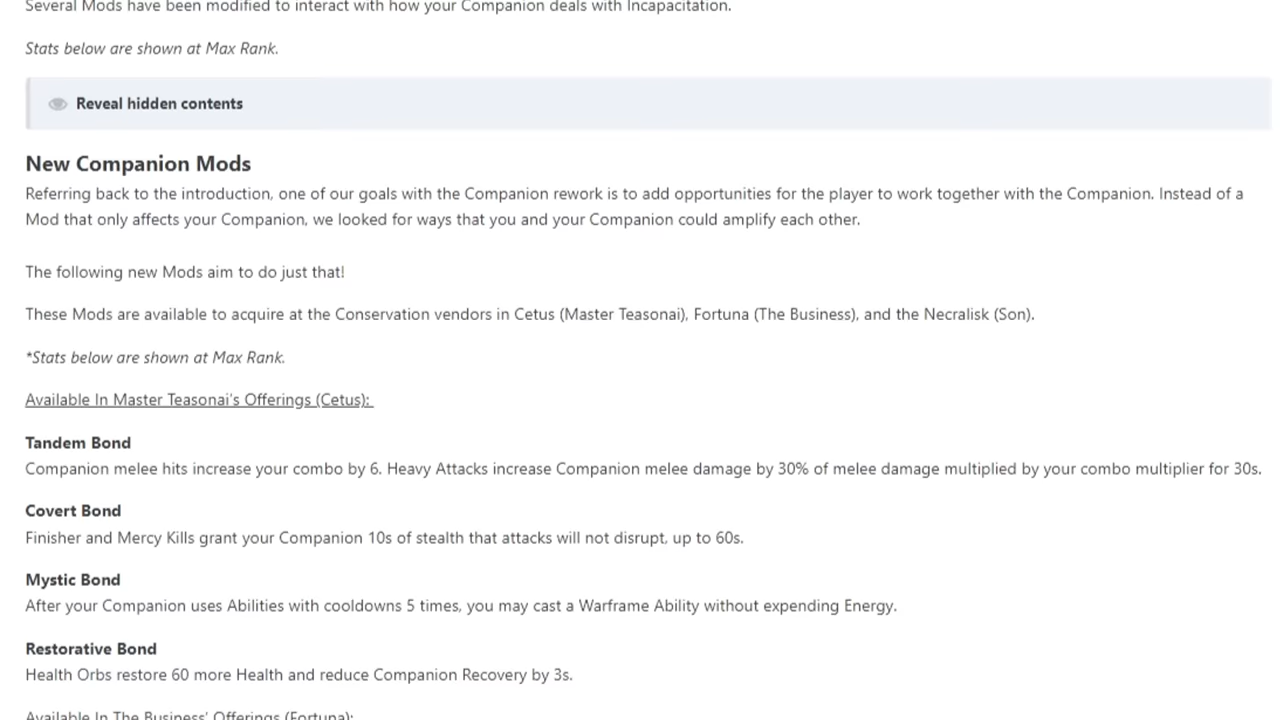 Several Mods have been modified to interact with how your Companion deals with Incapacitation.
Stats below are shown at Max Rank.
Reveal hidden contents
New Companion Mods
Referring back to the introduction, one of our goals with the Companion rework is to add opportunities for the player to work together with the Companion. Instead of a
Mod that only affects your Companion, we looked for ways that you and your Companion could amplify each other.
The following new Mods aim to do just that!
These Mods are available to acquire at the Conservation vendors in Cetus (Master Teasonai), Fortuna (The Business), and the Necralisk (Son).
*Stats below are shown at Max Rank.
Available In Master Teasonai's Offerings (Cetus):
Tandem Bond
Companion melee hits increase your combo by 6. Heavy Attacks increase Companion melee damage by 30% of melee damage multiplied by your combo multiplier for 30s.
Covert Bond
Finisher and Mercy Kills grant your Companion 10s of stealth that attacks will not disrupt, up to 60s.
Mystic Bond
After your Companion uses Abilities with cooldowns 5 times, you may cast a Warframe Ability without expending Energy.
Restorative Bond
Health Orbs restore 60 more Health and reduce Companion Recovery by 3s.
Available In The Business' Offerings (Fortuna):